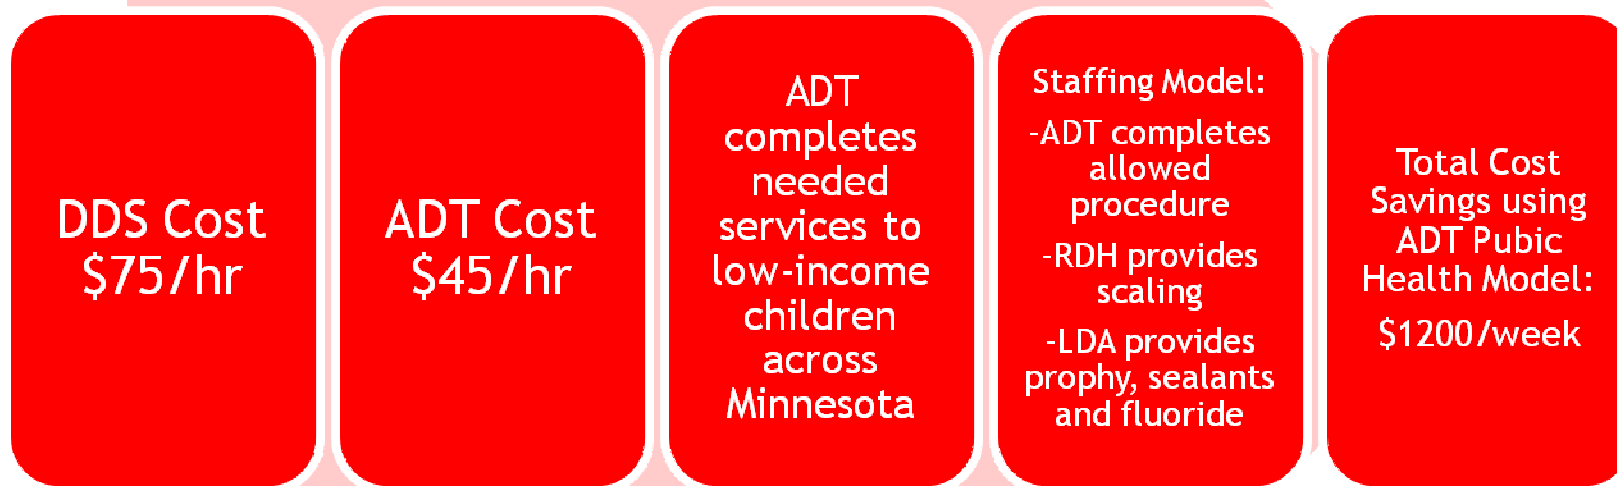 DDS Cost
$75/hr
ADT Cost
$45/hr
ADT
completes
needed
services to
low-income
children
across
Minnesota
Staffing Model:
-ADT completes
allowed
procedure
-RDH provides
scaling
-LDA provides
prophy, sealants
and fluoride
Total Cost
Savings using
ADT Pubic
Health Model:
$1200/week